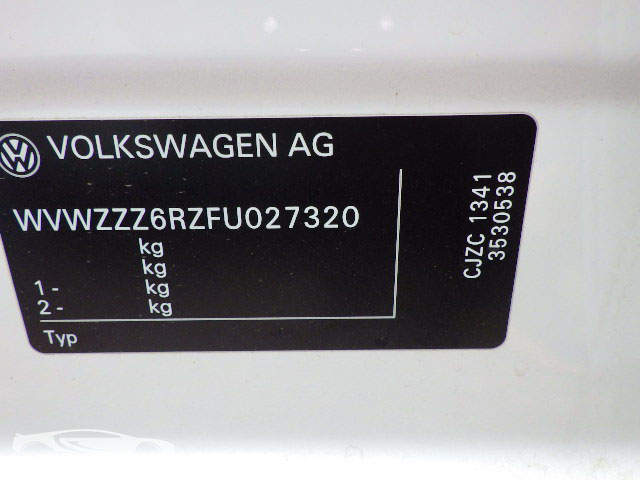 VOLKSWAGEN AG
WVWZZZ6RZFU027320
kg
kg
1 - kg
2 - kg
Typ
CJZC 1341
3530538